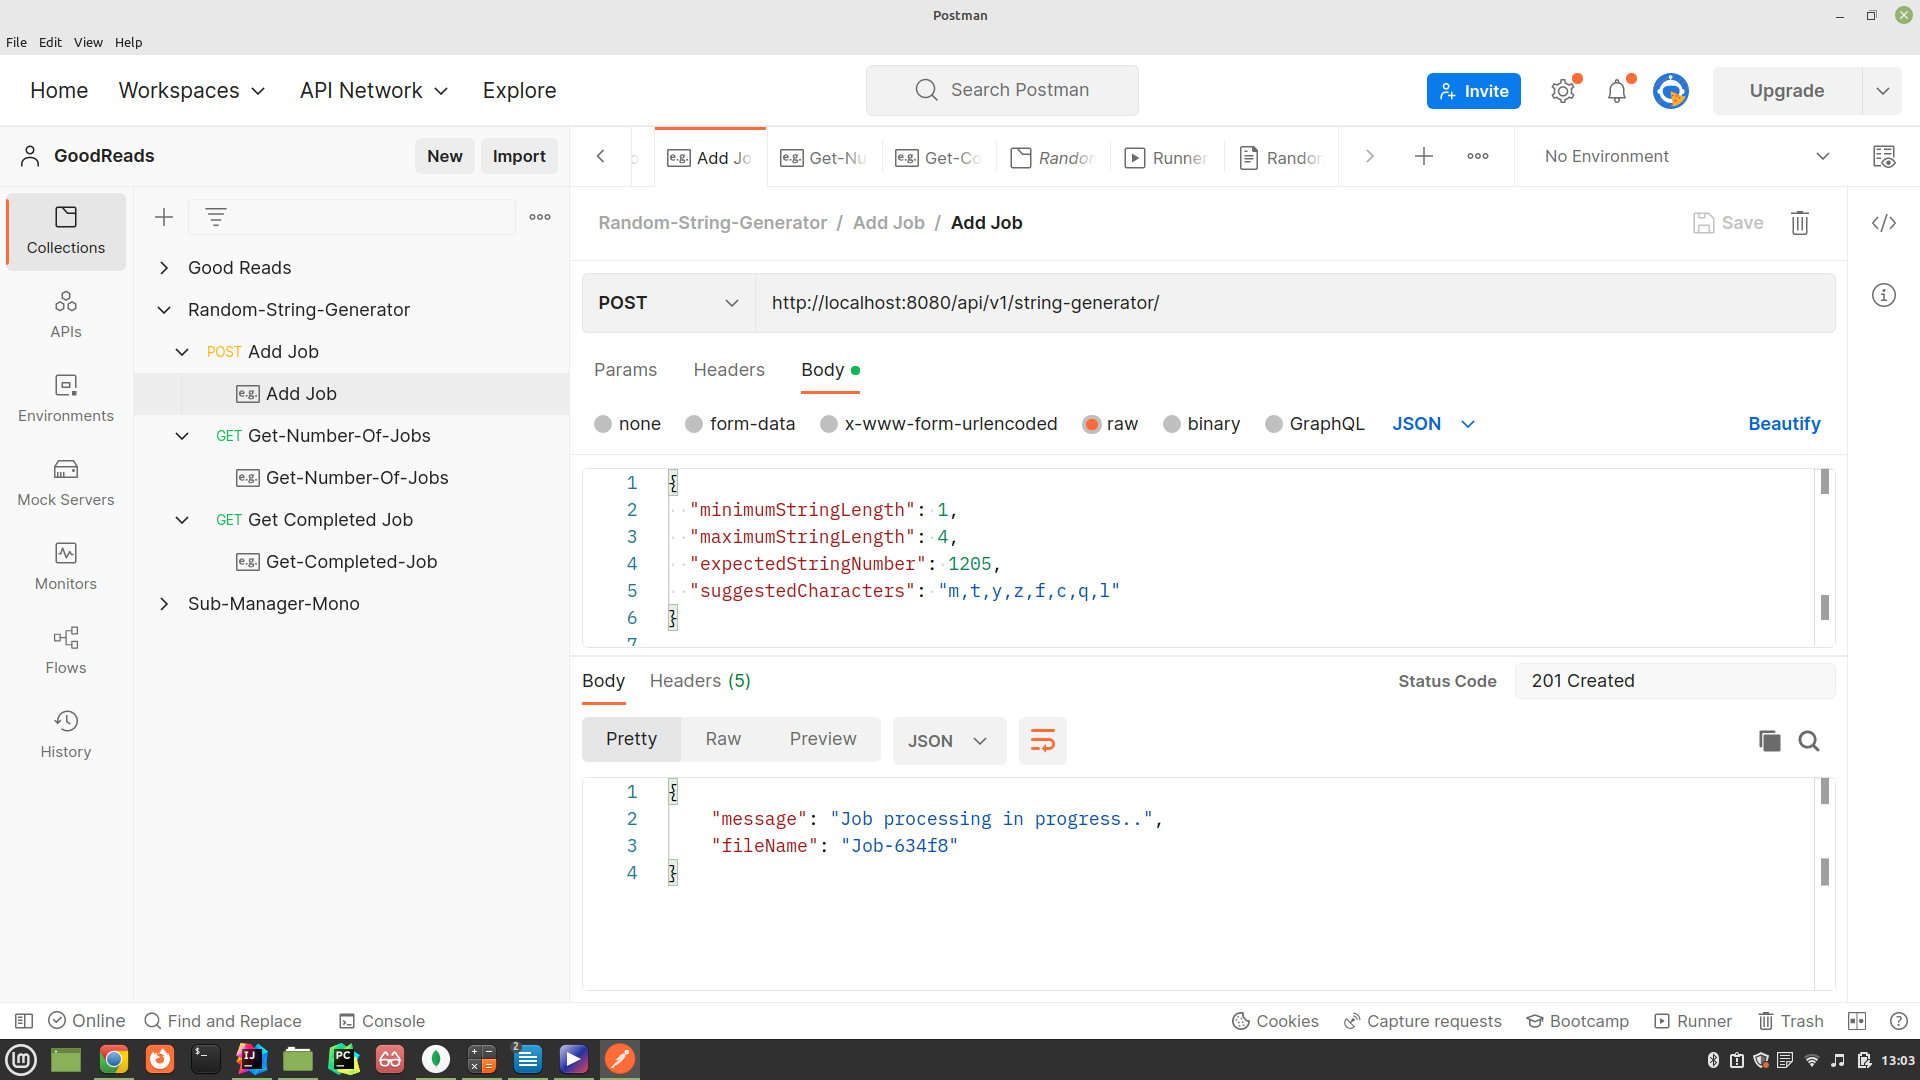 Postman
File Edit View Help
Home Workspaces API Network Explore
Search Postman
Invite
Upgrade
GoodReads
New Import
Add Jo
Get-Nu
Get-Co
Random
Runner
Random
No Environment
Collections
APIs
Environments
Mock Servers
Monitors
Flows
History
Good Reads
Random-String-Generator
POST Add Job
e.g. Add Job
GET Get-Number-Of-Jobs
e.g. Get-Number-Of-Jobs
GET Get Completed Job
e.g. Get-Completed-Job
Sub-Manager-Mono
Random-String-Generator / Add Job / Add Job
Save
POST http://localhost:8080/api/v1/string-generator/
Params Headers Body
none form-data x-www-form-urlencoded raw binary GraphQL JSON Beautify
1 {
2 "minimumStringLength": 1,
3 "maximumStringLength": 4,
4 "expectedStringNumber": 1205,
5 "suggestedCharacters": "m,t,y,z,f,c,q,l"
6 }
7
Body Headers (5) Status Code 201 Created
Pretty Raw Preview JSON
1 {
2 "message": "Job processing in progress..",
3 "fileName": "Job-634f8"
4 }
Online Find and Replace Console Cookies Capture requests Bootcamp Runner Trash
IJ PC 2 13:03